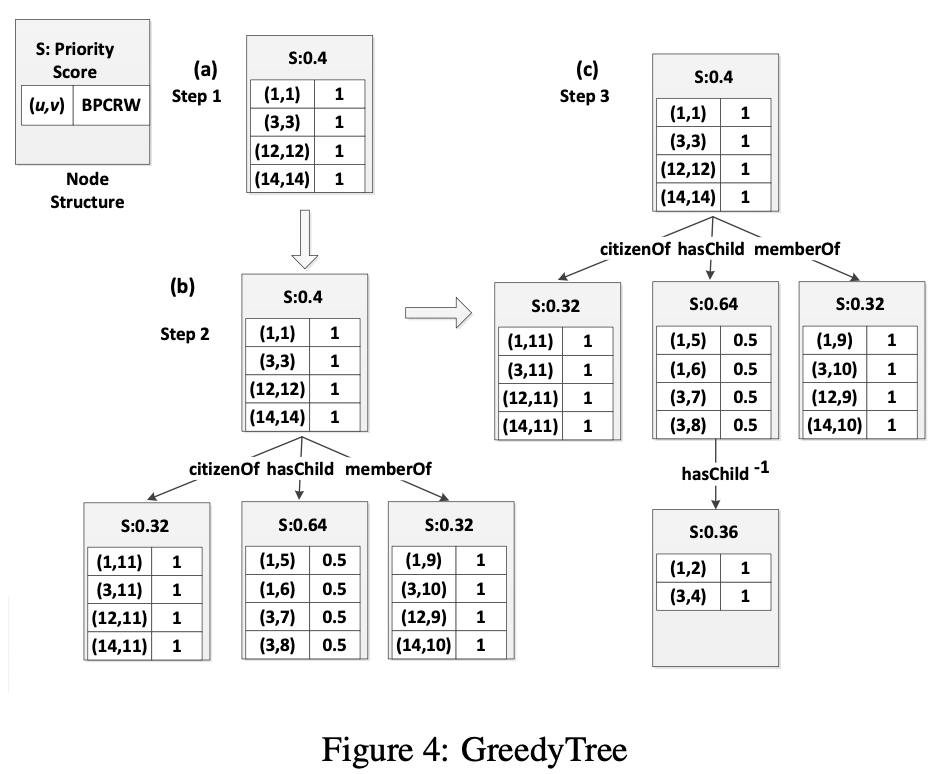 S: Priority
Score
(u,v) BPCRW
Node
Structure
(a)
Step 1
S:0.4
(1,1) 1
(3,3) 1
(12,12) 1
(14,14) 1
(b)
Step 2
S:0.4
(1,1) 1
(3,3) 1
(12,12) 1
(14,14) 1
citizenOf hasChild memberOf
S:0.32
(1,11) 1
(3,11) 1
(12,11) 1
(14,11) 1
S:0.64
(1,5) 0.5
(1,6) 0.5
(3,7) 0.5
(3,8) 0.5
S:0.32
(1,9) 1
(3,10) 1
(12,9) 1
(14,10) 1
(c)
Step 3
S:0.4
(1,1) 1
(3,3) 1
(12,12) 1
(14,14) 1
citizenOf hasChild memberOf
S:0.32
(1,11) 1
(3,11) 1
(12,11) 1
(14,11) 1
S:0.64
(1,5) 0.5
(1,6) 0.5
(3,7) 0.5
(3,8) 0.5
S:0.32
(1,9) 1
(3,10) 1
(12,9) 1
(14,10) 1
hasChild -1
S:0.36
(1,2) 1
(3,4) 1
Figure 4: GreedyTree